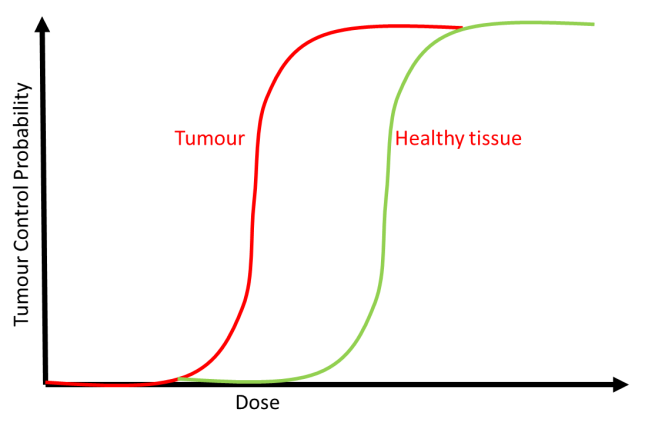 Tumour Control Probability
Tumour
Healthy tissue
Dose